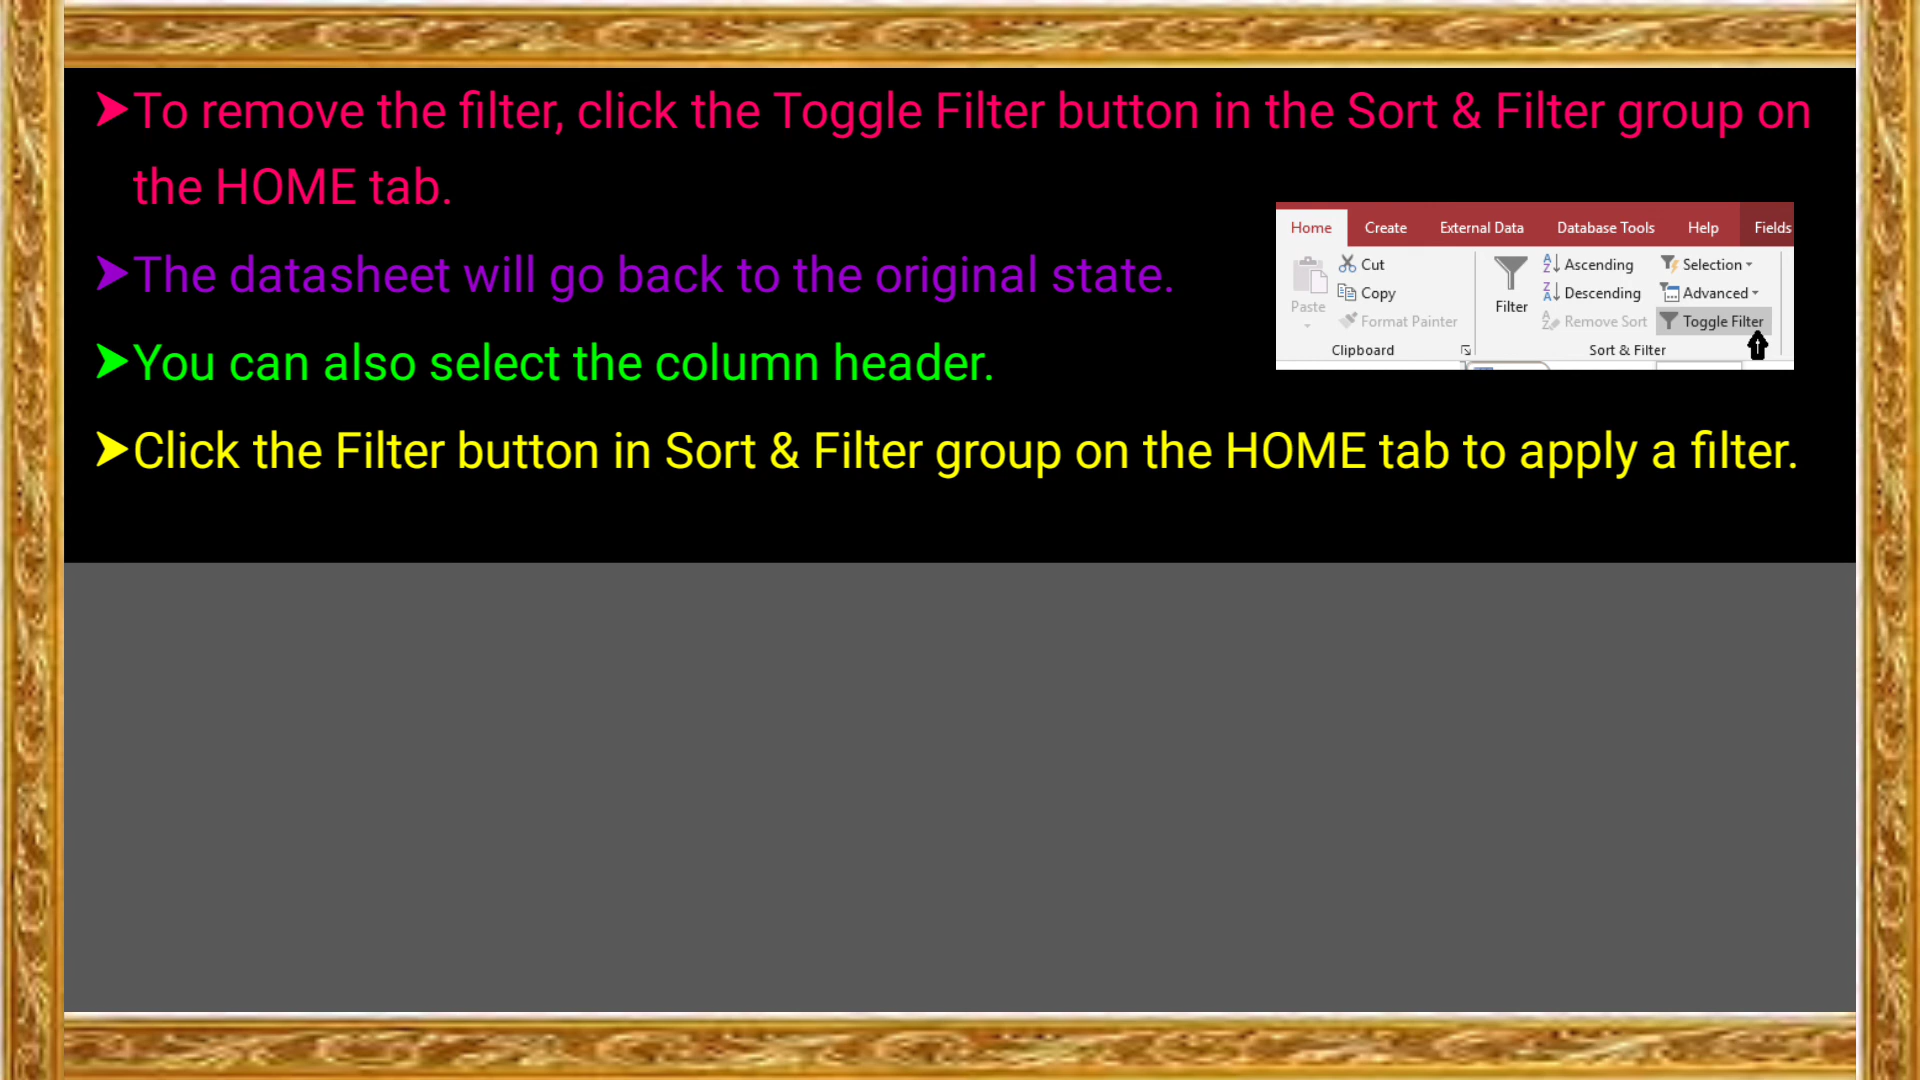 ➤To remove the filter, click the Toggle Filter button in the Sort & Filter group on
the HOME tab.
➤The datasheet will go back to the original state.
➤You can also select the column header.
➤Click the Filter button in Sort & Filter group on the HOME tab to apply a filter.
Home Create External Data Database Tools Help Fields
Cut Ascending Selection
Copy Descending Advanced
Paste Filter
Format Painter Remove Sort Toggle Filter
Clipboard Sort & Filter